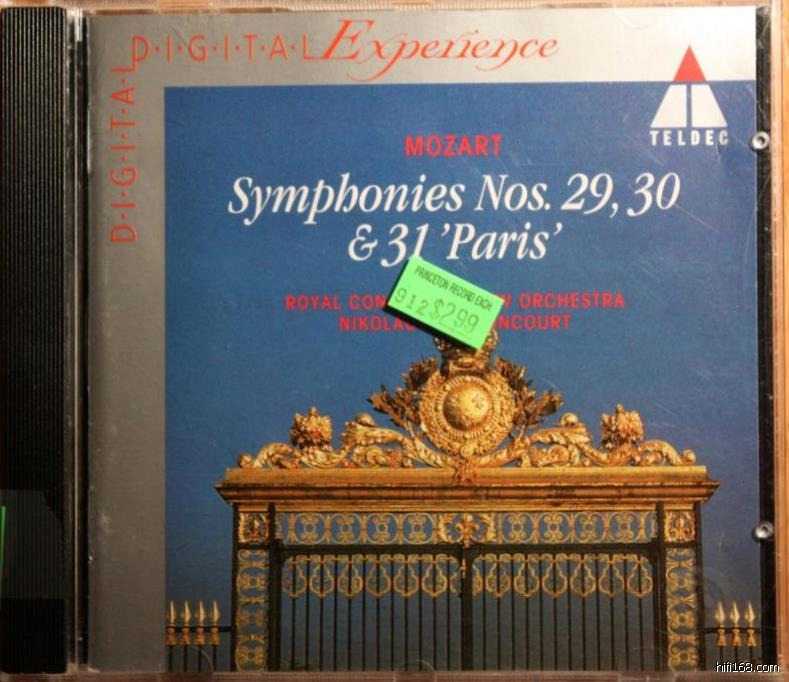 D·I·G·I·T·A·L Experience
D·I·G·I·T·A·L
TELDEC
MOZART
Symphonies Nos. 29, 30
& 31 'Paris'
PRINCETON RECORD EXCH
912 $2.99
ROYAL CON W ORCHESTRA
NIKOLAU NCOURT
hifi168.com